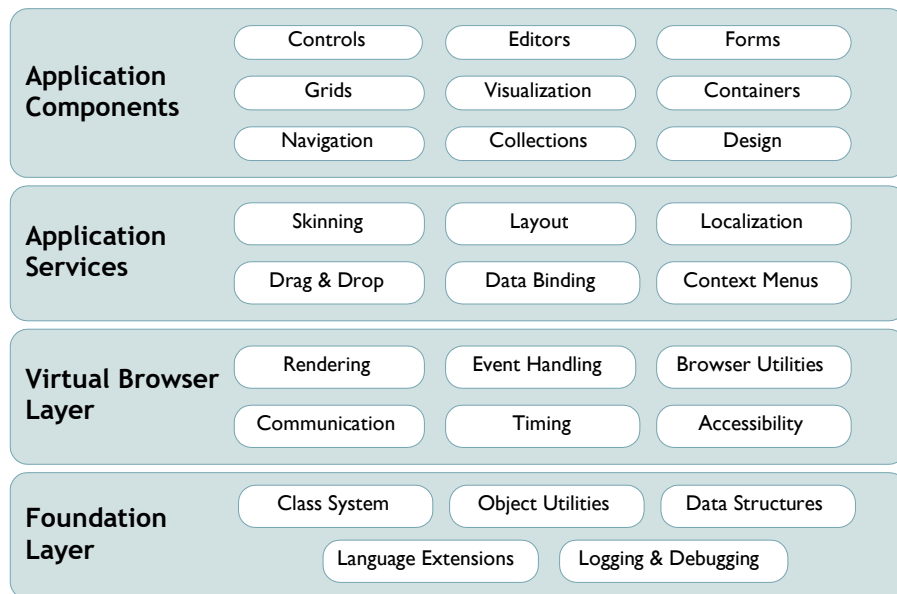 Application
Components
Controls
Editors
Forms
Grids
Visualization
Containers
Navigation
Collections
Design
Application
Services
Skinning
Layout
Localization
Drag & Drop
Data Binding
Context Menus
Virtual Browser
Layer
Rendering
Event Handling
Browser Utilities
Communication
Timing
Accessibility
Foundation
Layer
Class System
Object Utilities
Data Structures
Language Extensions
Logging & Debugging